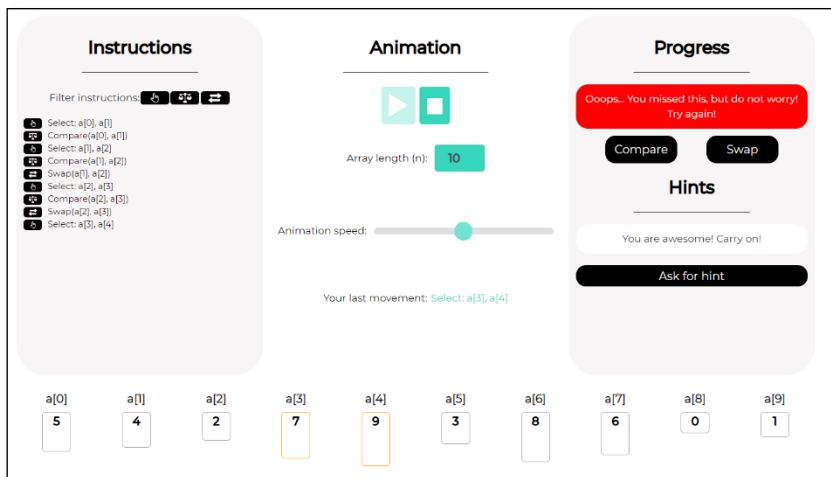 Instructions
Filter instructions:
Select: a[0], a[1]
Compare(a[0], a[1])
Select: a[1], a[2]
Compare(a[1], a[2])
Swap(a[1], a[2])
Select: a[2], a[3]
Compare(a[2], a[3])
Swap(a[2], a[3])
Select: a[3], a[4]
Animation
Array length (n): 10
Animation speed:
Your last movement: Select: a[3], a[4]
Progress
Ooops... You missed this, but do not worry!
Try again!
Compare Swap
Hints
You are awesome! Carry on!
Ask for hint
a[0] a[1] a[2] a[3] a[4] a[5] a[6] a[7] a[8] a[9]
5 4 2 7 9 3 8 6 0 1